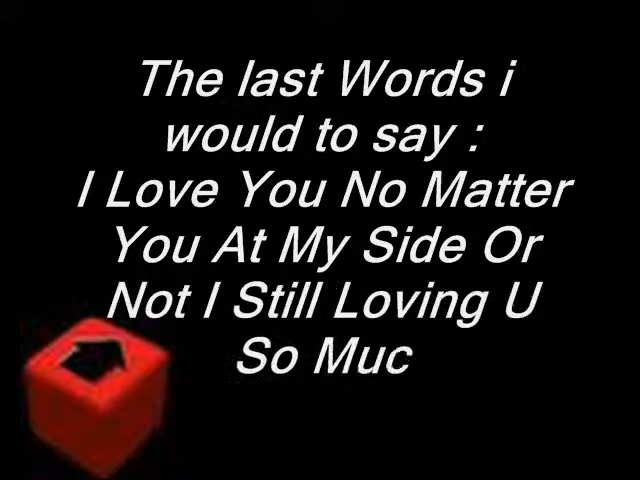 The last Words i
would to say :
I Love You No Matter
You At My Side Or
Not I Still Loving U
So Muc